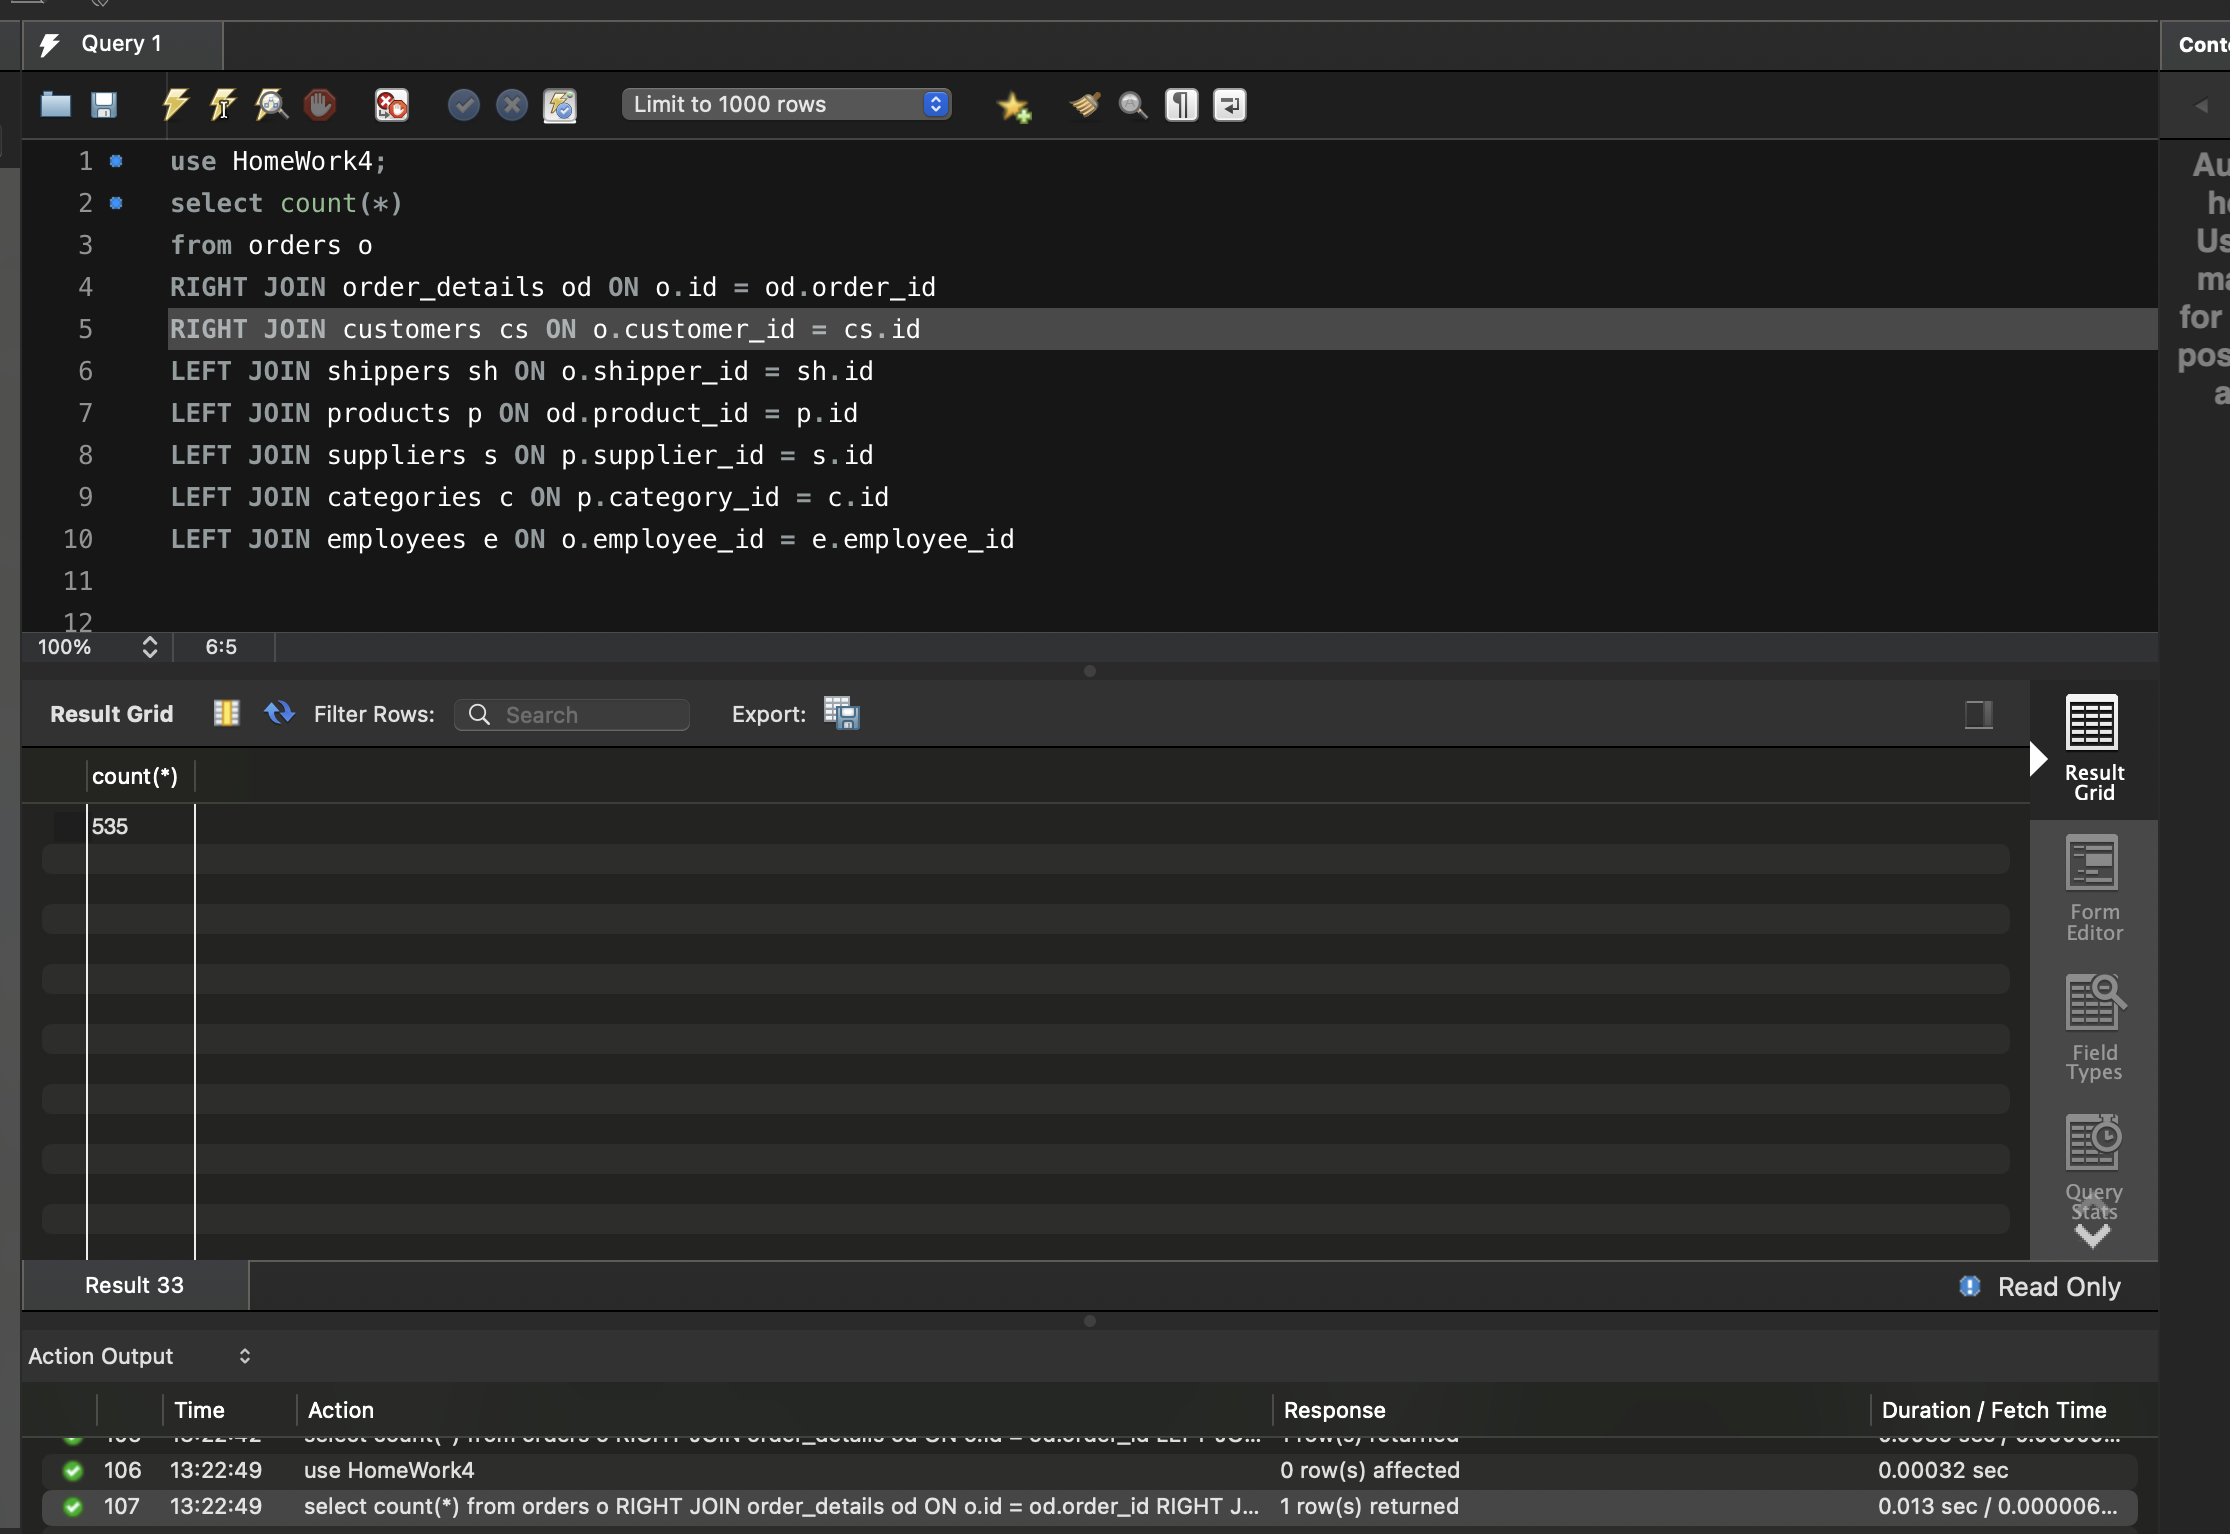 Query 1
Limit to 1000 rows
1 use HomeWork4;
2 select count(*)
3 from orders o
4 RIGHT JOIN order_details od ON o.id = od.order_id
5 RIGHT JOIN customers cs ON o.customer_id = cs.id
6 LEFT JOIN shippers sh ON o.shipper_id = sh.id
7 LEFT JOIN products p ON od.product_id = p.id
8 LEFT JOIN suppliers s ON p.supplier_id = s.id
9 LEFT JOIN categories c ON p.category_id = c.id
10 LEFT JOIN employees e ON o.employee_id = e.employee_id
11
12
100% 6:5
Result Grid Filter Rows: Search Export:
count(*)
535
Result
Grid
Form
Editor
Field
Types
Query
Stats
Result 33 Read Only
Action Output
Time Action Response Duration / Fetch Time
106 13:22:49 use HomeWork4 0 row(s) affected 0.00032 sec
107 13:22:49 select count(*) from orders o RIGHT JOIN order_details od ON o.id = od.order_id RIGHT J... 1 row(s) returned 0.013 sec / 0.000006...
for